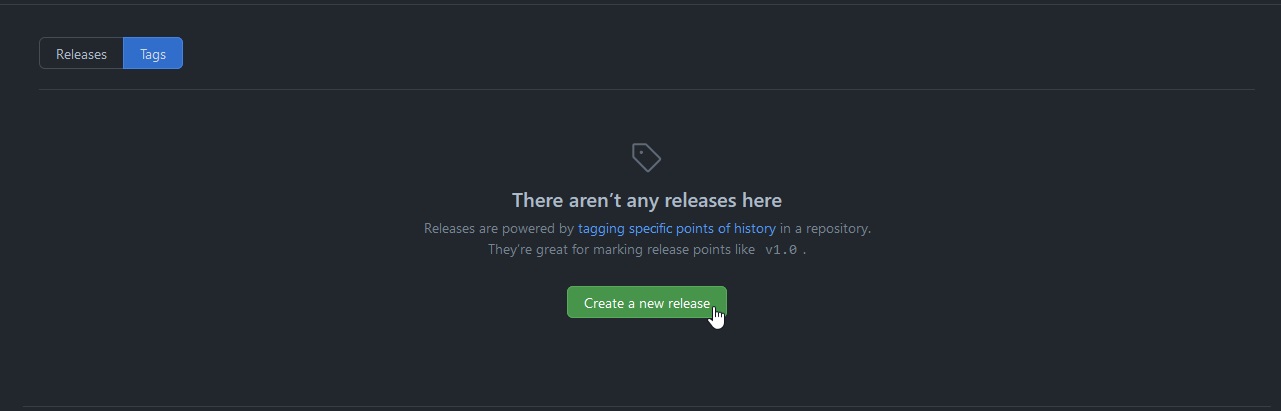 Releases Tags
There aren’t any releases here
Releases are powered by tagging specific points of history in a repository.
They’re great for marking release points like v1.0 .
Create a new release